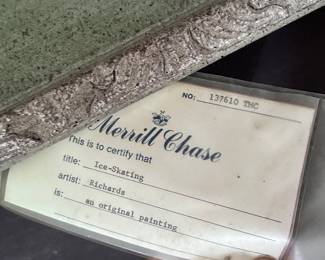 NO: 137610 TMC
Merrill Chase
This is to certify that
title: Ice-Skating
artist: Richards
is: an original painting